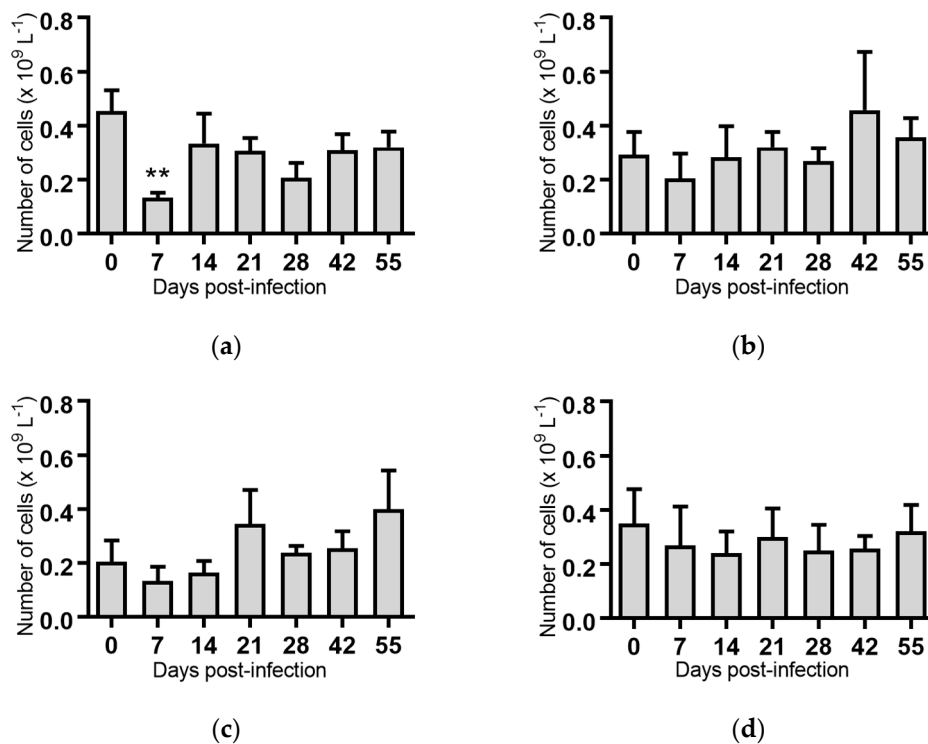 Number of cells (x 10⁹ L⁻¹)
0.8
0.6
0.4
0.2
0.0
**
0 7 14 21 28 42 55
Days post-infection
(a)
Number of cells (x 10⁹ L⁻¹)
0.8
0.6
0.4
0.2
0.0
0 7 14 21 28 42 55
Days post-infection
(b)
Number of cells (x 10⁹ L⁻¹)
0.8
0.6
0.4
0.2
0.0
0 7 14 21 28 42 55
Days post-infection
(c)
Number of cells (x 10⁹ L⁻¹)
0.8
0.6
0.4
0.2
0.0
0 7 14 21 28 42 55
Days post-infection
(d)